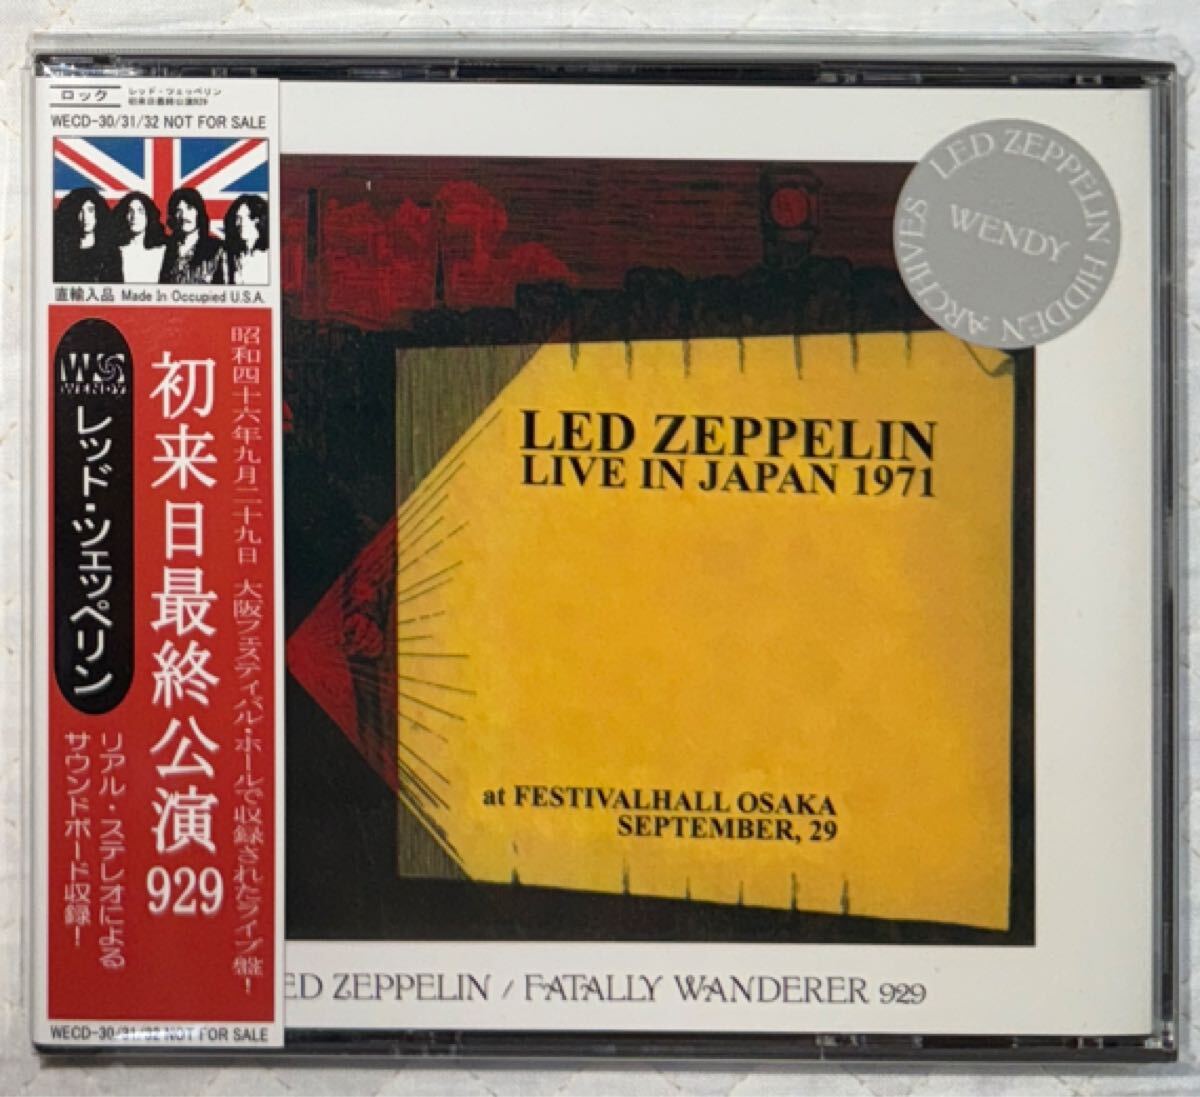 ロック
レッド・ツェッペリン
初来日最終公演929
WECD-30/31/32 NOT FOR SALE
直輸入品 Made In Occupied U.S.A.
昭和四十六年九月二十九日 大阪フェスティバル・ホールで収録されたライブ盤!
初来日最終公演929
WENDY
レッド・ツェッペリン
リアル・ステレオによる
サウンドボード収録!
WECD-30/31/32 NOT FOR SALE
LED ZEPPELIN HIDDEN ARCHIVES
WENDY
LED ZEPPELIN
LIVE IN JAPAN 1971
at FESTIVALHALL OSAKA
SEPTEMBER, 29
ED ZEPPELIN / FATALLY WANDERER 929